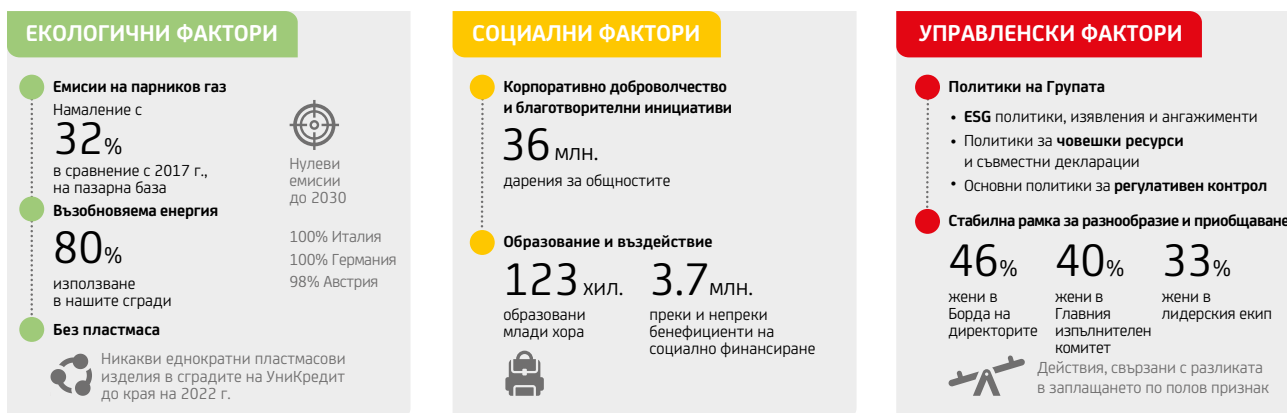 ЕКОЛОГИЧНИ ФАКТОРИ
Емисии на парников газ
Намаление с
32%
в сравнение с 2017 г.,
на пазарна база
Нулеви
емисии
до 2030
Възобновяема енергия
80%
използване
в нашите сгради
100% Италия
100% Германия
98% Австрия
Без пластмаса
Никакви еднократни пластмасови
изделия в сградите на УниКредит
до края на 2022 г.
СОЦИАЛНИ ФАКТОРИ
Корпоративно доброволчество
и благотворителни инициативи
36 млн.
дарения за общностите
Образование и въздействие
123 хил.
образовани
млади хора
3.7 млн.
преки и непреки
бенефициенти на
социално финансиране
УПРАВЛЕНСКИ ФАКТОРИ
Политики на Групата
• ESG политики, изявления и ангажименти
• Политики за човешки ресурси
и съвместни декларации
• Основни политики за регулативен контрол
Стабилна рамка за разнообразие и приобщаване
46%
жени в
Борда на
директорите
40%
жени в
Главния
изпълнителен
комитет
33%
жени в
лидерския екип
Действия, свързани с разликата
в заплащането по полов признак